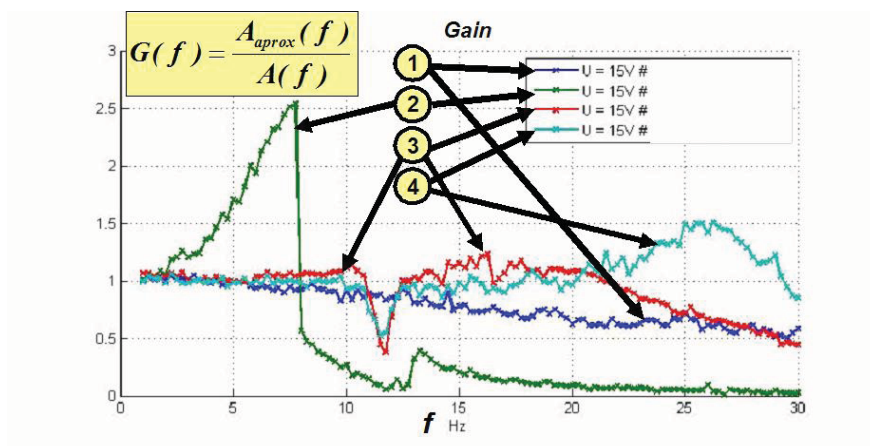 G(f) = A_aprox(f) / A(f)
Gain
1
2
3
4
U = 15V #
U = 15V #
U = 15V #
U = 15V #
3
2.5
2
1.5
1
0.5
0
0 5 10 15 20 25 30
f Hz